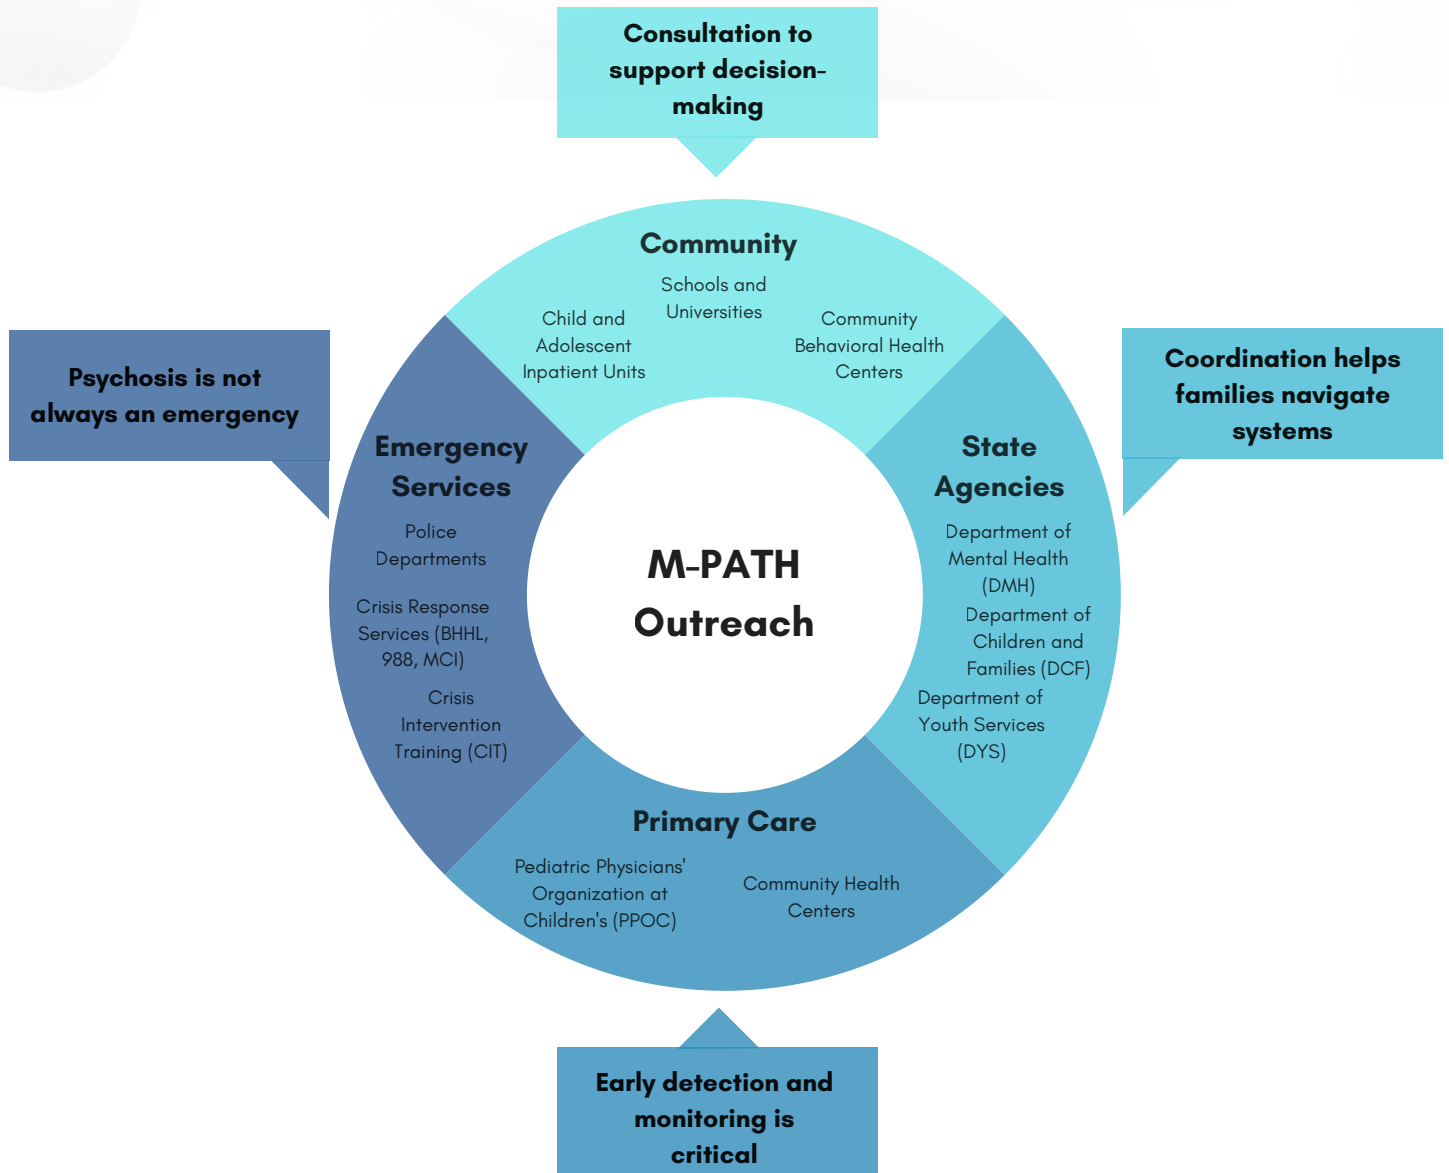 Consultation to
support decision-
making
Community
Schools and
Universities
Child and
Adolescent
Inpatient Units
Community
Behavioral Health
Centers
Psychosis is not
always an emergency
Coordination helps
families navigate
systems
Emergency
Services
Police
Departments
Crisis Response
Services (BHHL,
988, MCI)
Crisis
Intervention
Training (CIT)
M-PATH
Outreach
State
Agencies
Department of
Mental Health
(DMH)
Department of
Children and
Families (DCF)
Department of
Youth Services
(DYS)
Primary Care
Pediatric Physicians'
Organization at
Children's (PPOC)
Community Health
Centers
Early detection and
monitoring is
critical